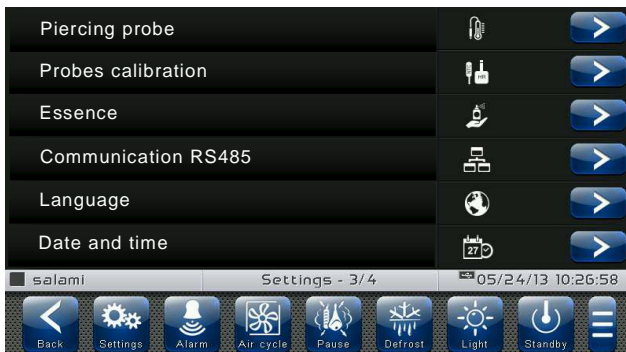 Piercing probe
Probes calibration
HR
Essence
Communication RS485
Language
Date and time
27
salami Settings - 3/4 05/24/13 10:26:58
Back Settings Alarm Air cycle Pause Defrost Light Standby